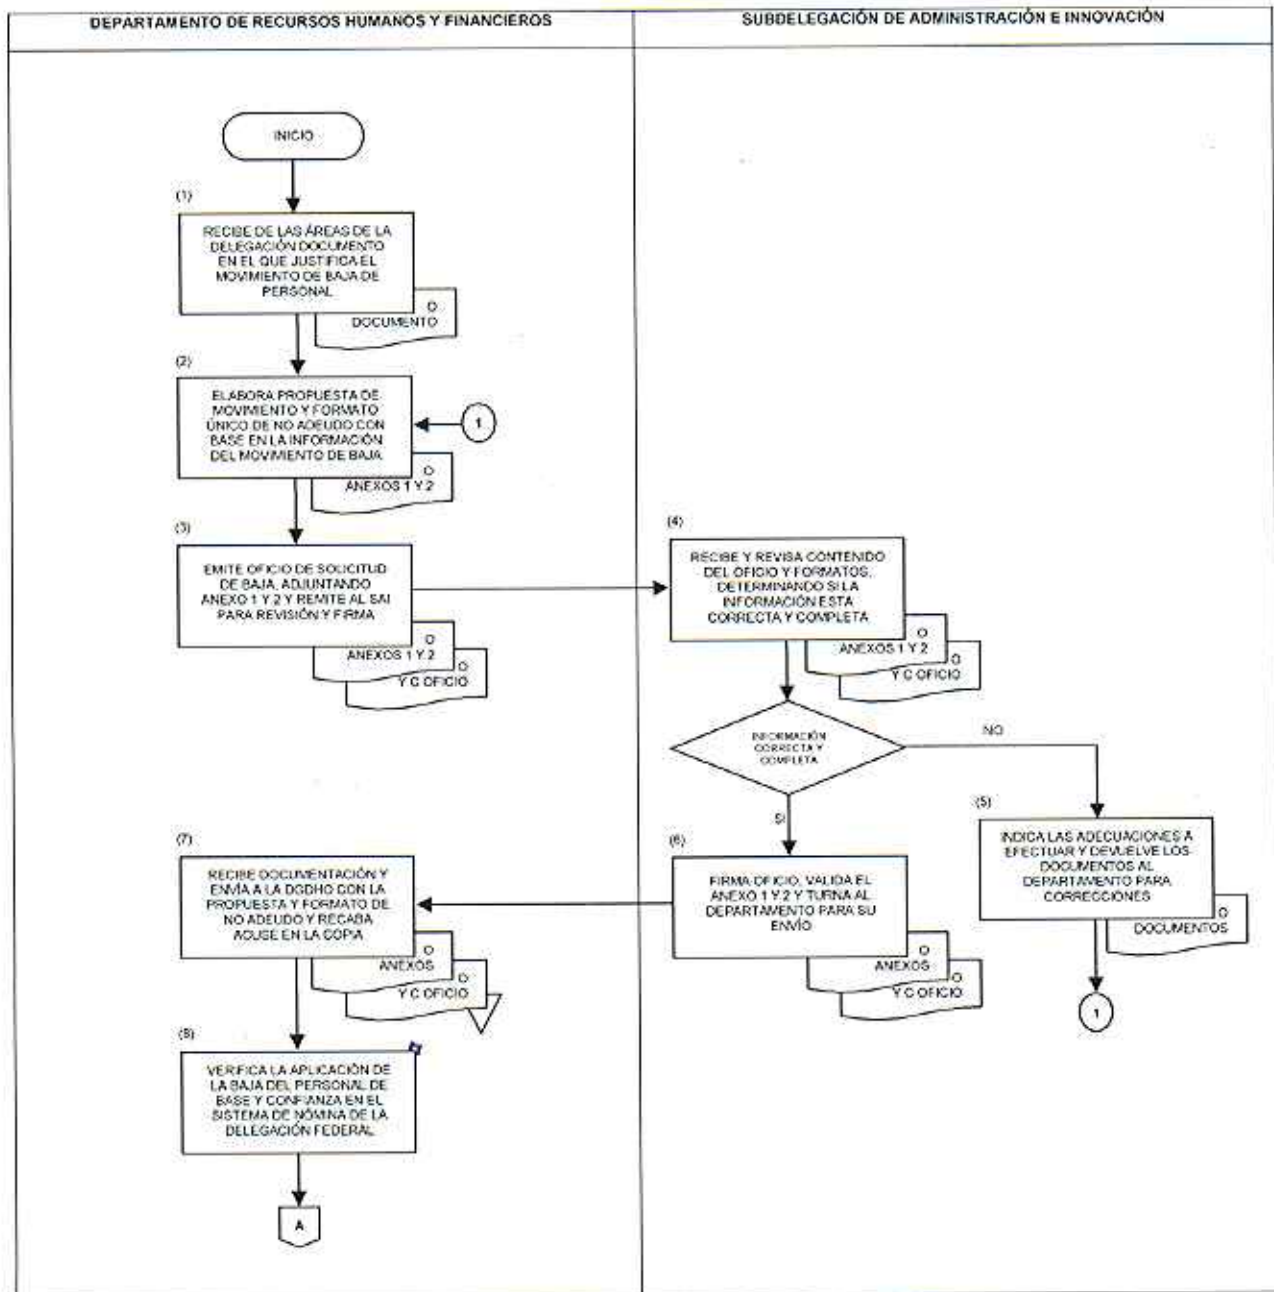 DEPARTAMENTO DE RECURSOS HUMANOS Y FINANCIEROS
SUBDELEGACIÓN DE ADMINISTRACIÓN E INNOVACIÓN
INICIO
(1)
RECIBE DE LAS ÁREAS DE LA
DELEGACIÓN DOCUMENTO
EN EL QUE JUSTIFICA EL
MOVIMIENTO DE BAJA DE
PERSONAL
O
DOCUMENTO
(2)
ELABORA PROPUESTA DE
MOVIMIENTO Y FORMATO
ÚNICO DE NO ADEUDO CON
BASE EN LA INFORMACIÓN
DEL MOVIMIENTO DE BAJA
1
O
ANEXOS 1 Y 2
(3)
EMITE OFICIO DE SOLICITUD
DE BAJA, ADJUNTANDO
ANEXO 1 Y 2 Y REMITE AL SAI
PARA REVISIÓN Y FIRMA
O
ANEXOS 1 Y 2
O
Y C OFICIO
(4)
RECIBE Y REVISA CONTENIDO
DEL OFICIO Y FORMATOS,
DETERMINANDO SI LA
INFORMACIÓN ESTA
CORRECTA Y COMPLETA
O
ANEXOS 1 Y 2
O
Y C OFICIO
INFORMACIÓN
CORRECTA Y
COMPLETA
NO
SI
(5)
INDICA LAS ADECUACIONES A
EFECTUAR Y DEVUELVE LOS
DOCUMENTOS AL
DEPARTAMENTO PARA
CORRECCIONES
O
DOCUMENTOS
1
(6)
FIRMA OFICIO, VALIDA EL
ANEXO 1 Y 2 Y TURNA AL
DEPARTAMENTO PARA SU
ENVÍO
O
ANEXOS
O
Y C OFICIO
(7)
RECIBE DOCUMENTACIÓN Y
ENVÍA A LA DGDHO CON LA
PROPUESTA Y FORMATO DE
NO ADEUDO Y RECABA
ACUSE EN LA COPIA
O
ANEXOS
O
Y C OFICIO
(8)
VERIFICA LA APLICACIÓN DE
LA BAJA DEL PERSONAL DE
BASE Y CONFIANZA EN EL
SISTEMA DE NÓMINA DE LA
DELEGACIÓN FEDERAL
A